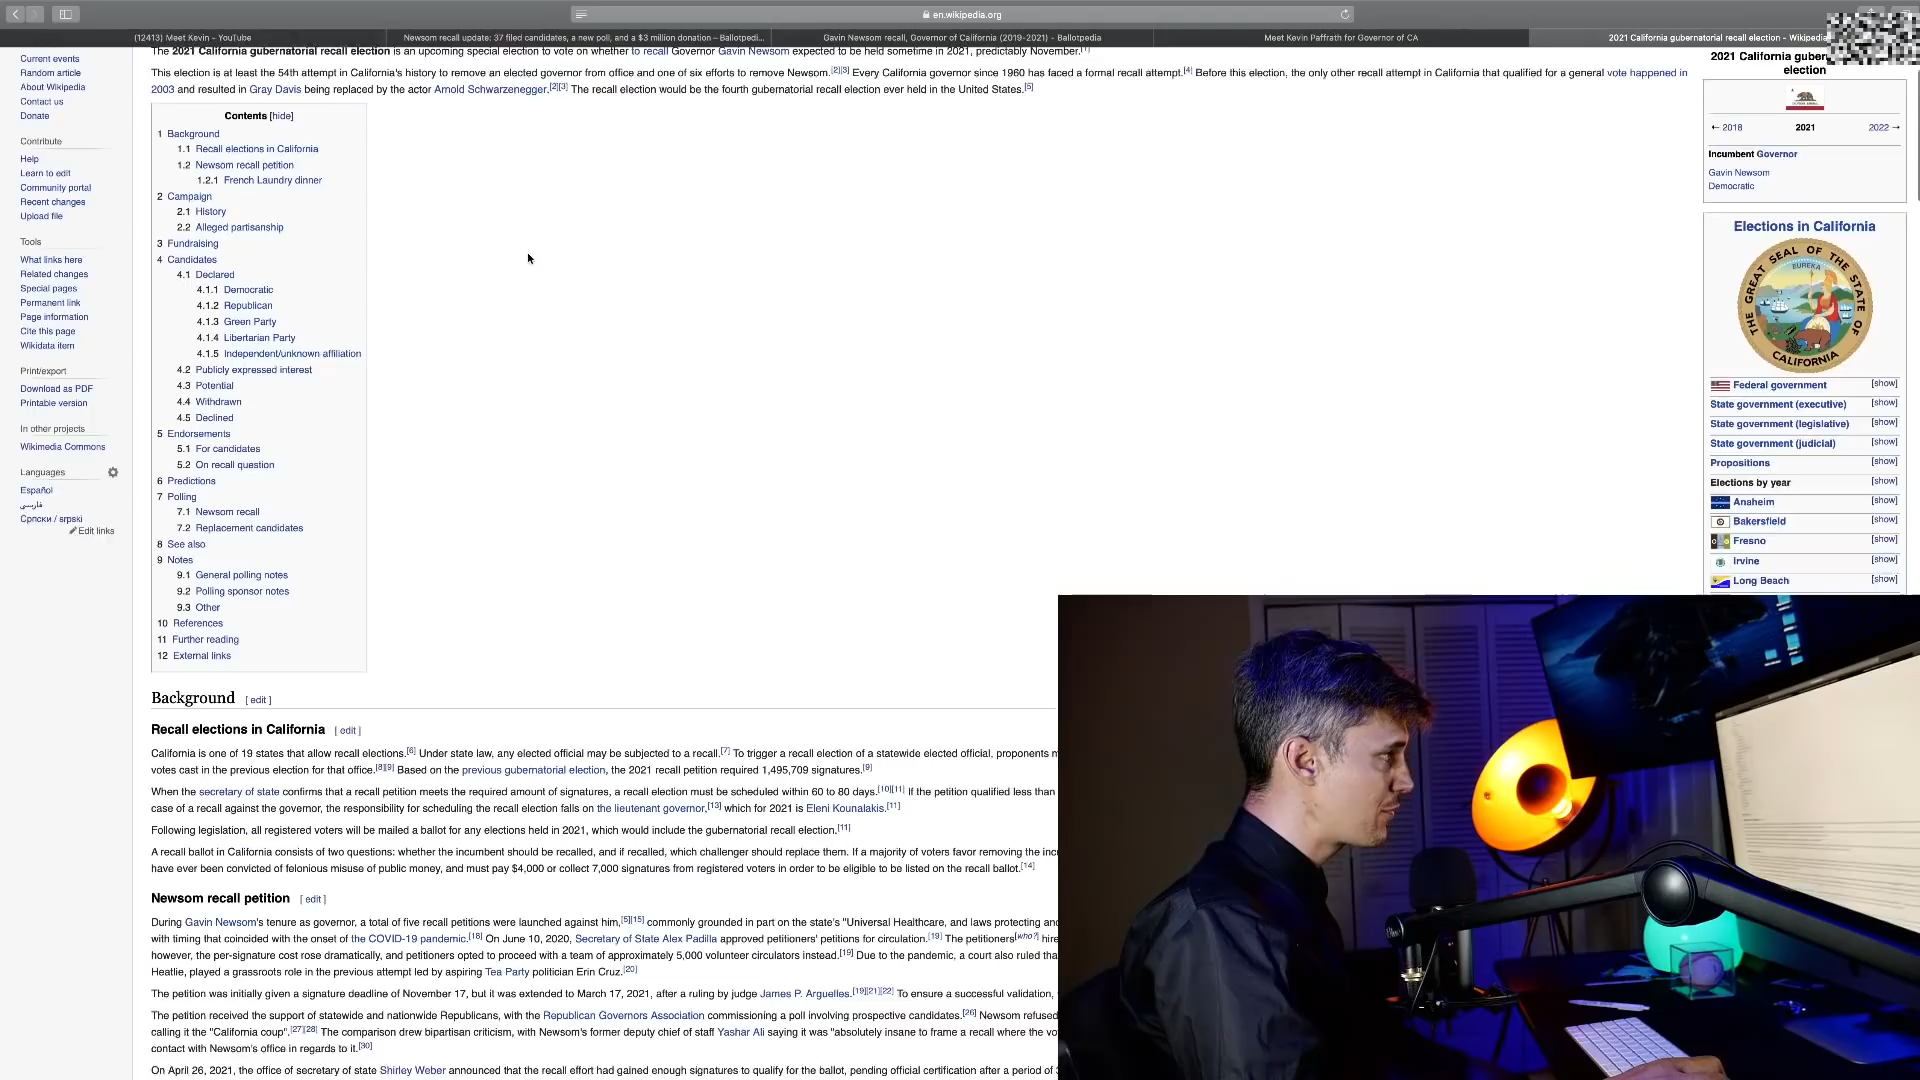 en.wikipedia.org
(12413) Meet Kevin – YouTube
Newsom recall update: 37 filed candidates, a new poll, and a $3 million donation – Ballotpedi...
Gavin Newsom recall, Governor of California (2019-2021) - Ballotpedia
Meet Kevin Paffrath for Governor of CA
2021 California gubernatorial recall election - Wikipedia
Current events
Random article
About Wikipedia
Contact us
Donate
Contribute
Help
Learn to edit
Community portal
Recent changes
Upload file
Tools
What links here
Related changes
Special pages
Permanent link
Page information
Cite this page
Wikidata item
Print/export
Download as PDF
Printable version
In other projects
Wikimedia Commons
Languages
Español
فارسی
Српски / srpski
Edit links
The 2021 California gubernatorial recall election is an upcoming special election to vote on whether to recall Governor Gavin Newsom expected to be held sometime in 2021, predictably November.[1]
This election is at least the 54th attempt in California's history to remove an elected governor from office and one of six efforts to remove Newsom.[2][3] Every California governor since 1960 has faced a formal recall attempt.[4] Before this election, the only other recall attempt in California that qualified for a general vote happened in
2003 and resulted in Gray Davis being replaced by the actor Arnold Schwarzenegger.[2][3] The recall election would be the fourth gubernatorial recall election ever held in the United States.[5]
Contents [hide]
1 Background
1.1 Recall elections in California
1.2 Newsom recall petition
1.2.1 French Laundry dinner
2 Campaign
2.1 History
2.2 Alleged partisanship
3 Fundraising
4 Candidates
4.1 Declared
4.1.1 Democratic
4.1.2 Republican
4.1.3 Green Party
4.1.4 Libertarian Party
4.1.5 Independent/unknown affiliation
4.2 Publicly expressed interest
4.3 Potential
4.4 Withdrawn
4.5 Declined
5 Endorsements
5.1 For candidates
5.2 On recall question
6 Predictions
7 Polling
7.1 Newsom recall
7.2 Replacement candidates
8 See also
9 Notes
9.1 General polling notes
9.2 Polling sponsor notes
9.3 Other
10 References
11 Further reading
12 External links
Background [ edit ]
Recall elections in California [ edit ]
California is one of 19 states that allow recall elections.[6] Under state law, any elected official may be subjected to a recall.[7] To trigger a recall election of a statewide elected official, proponents
votes cast in the previous election for that office.[8][9] Based on the previous gubernatorial election, the 2021 recall petition required 1,495,709 signatures.[9]
When the secretary of state confirms that a recall petition meets the required amount of signatures, a recall election must be scheduled within 60 to 80 days.[10][11] If the petition qualified less than
case of a recall against the governor, the responsibility for scheduling the recall election falls on the lieutenant governor,[13] which for 2021 is Eleni Kounalakis.[11]
Following legislation, all registered voters will be mailed a ballot for any elections held in 2021, which would include the gubernatorial recall election.[11]
A recall ballot in California consists of two questions: whether the incumbent should be recalled, and if recalled, which challenger should replace them. If a majority of voters favor removing the inc
have ever been convicted of felonious misuse of public money, and must pay $4,000 or collect 7,000 signatures from registered voters in order to be eligible to be listed on the recall ballot.[14]
Newsom recall petition [ edit ]
During Gavin Newsom's tenure as governor, a total of five recall petitions were launched against him,[5][15] commonly grounded in part on the state's "Universal Healthcare, and laws protecting an
with timing that coincided with the onset of the COVID-19 pandemic.[18] On June 10, 2020, Secretary of State Alex Padilla approved petitioners' petitions for circulation.[19] The petitioners[who?] hire
however, the per-signature cost rose dramatically, and petitioners opted to proceed with a team of approximately 5,000 volunteer circulators instead.[19] Due to the pandemic, a court also ruled tha
Heatlie, played a grassroots role in the previous attempt led by aspiring Tea Party politician Erin Cruz.[20]
The petition was initially given a signature deadline of November 17, but it was extended to March 17, 2021, after a ruling by judge James P. Arguelles.[19][21][22] To ensure a successful validation,
The petition received the support of statewide and nationwide Republicans, with the Republican Governors Association commissioning a poll involving prospective candidates.[26] Newsom refused
calling it the "California coup".[27][28] The comparison drew bipartisan criticism, with Newsom's former deputy chief of staff Yashar Ali saying it was "absolutely insane to frame a recall where the vo
contact with Newsom's office in regards to it.[30]
On April 26, 2021, the office of secretary of state Shirley Weber announced that the recall effort had gained enough signatures to qualify for the ballot, pending official certification after a period of
2021 California guber
election
← 2018 2021 2022 →
Incumbent Governor
Gavin Newsom
Democratic
Elections in California
THE GREAT SEAL OF THE STATE OF CALIFORNIA
EUREKA
Federal government [show]
State government (executive) [show]
State government (legislative) [show]
State government (judicial) [show]
Propositions [show]
Elections by year [show]
Anaheim [show]
Bakersfield [show]
Fresno [show]
Irvine [show]
Long Beach [show]